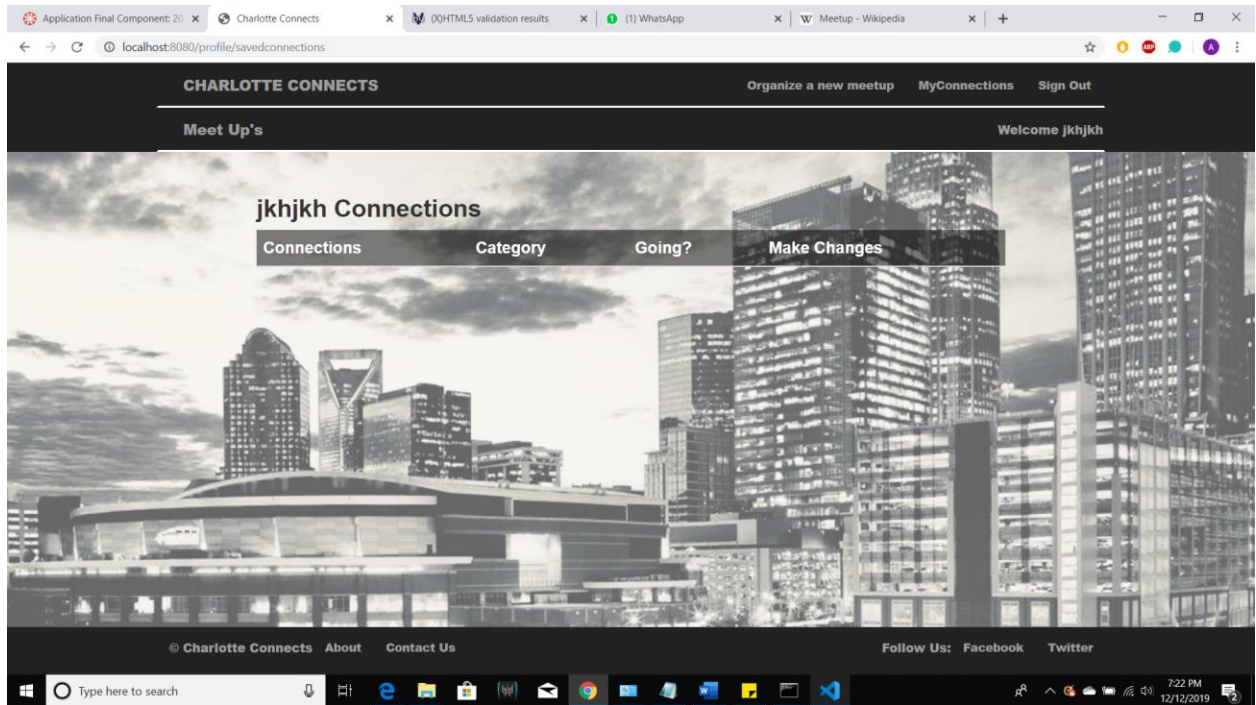 Application Final Component: 20
Charlotte Connects
(X)HTML5 validation results
(1) WhatsApp
Meetup - Wikipedia
localhost:8080/profile/savedconnections
CHARLOTTE CONNECTS Organize a new meetup MyConnections Sign Out
Meet Up's Welcome jkhjkh
jkhjkh Connections
Connections Category Going? Make Changes
© Charlotte Connects About Contact Us Follow Us: Facebook Twitter
Type here to search
7:22 PM
12/12/2019